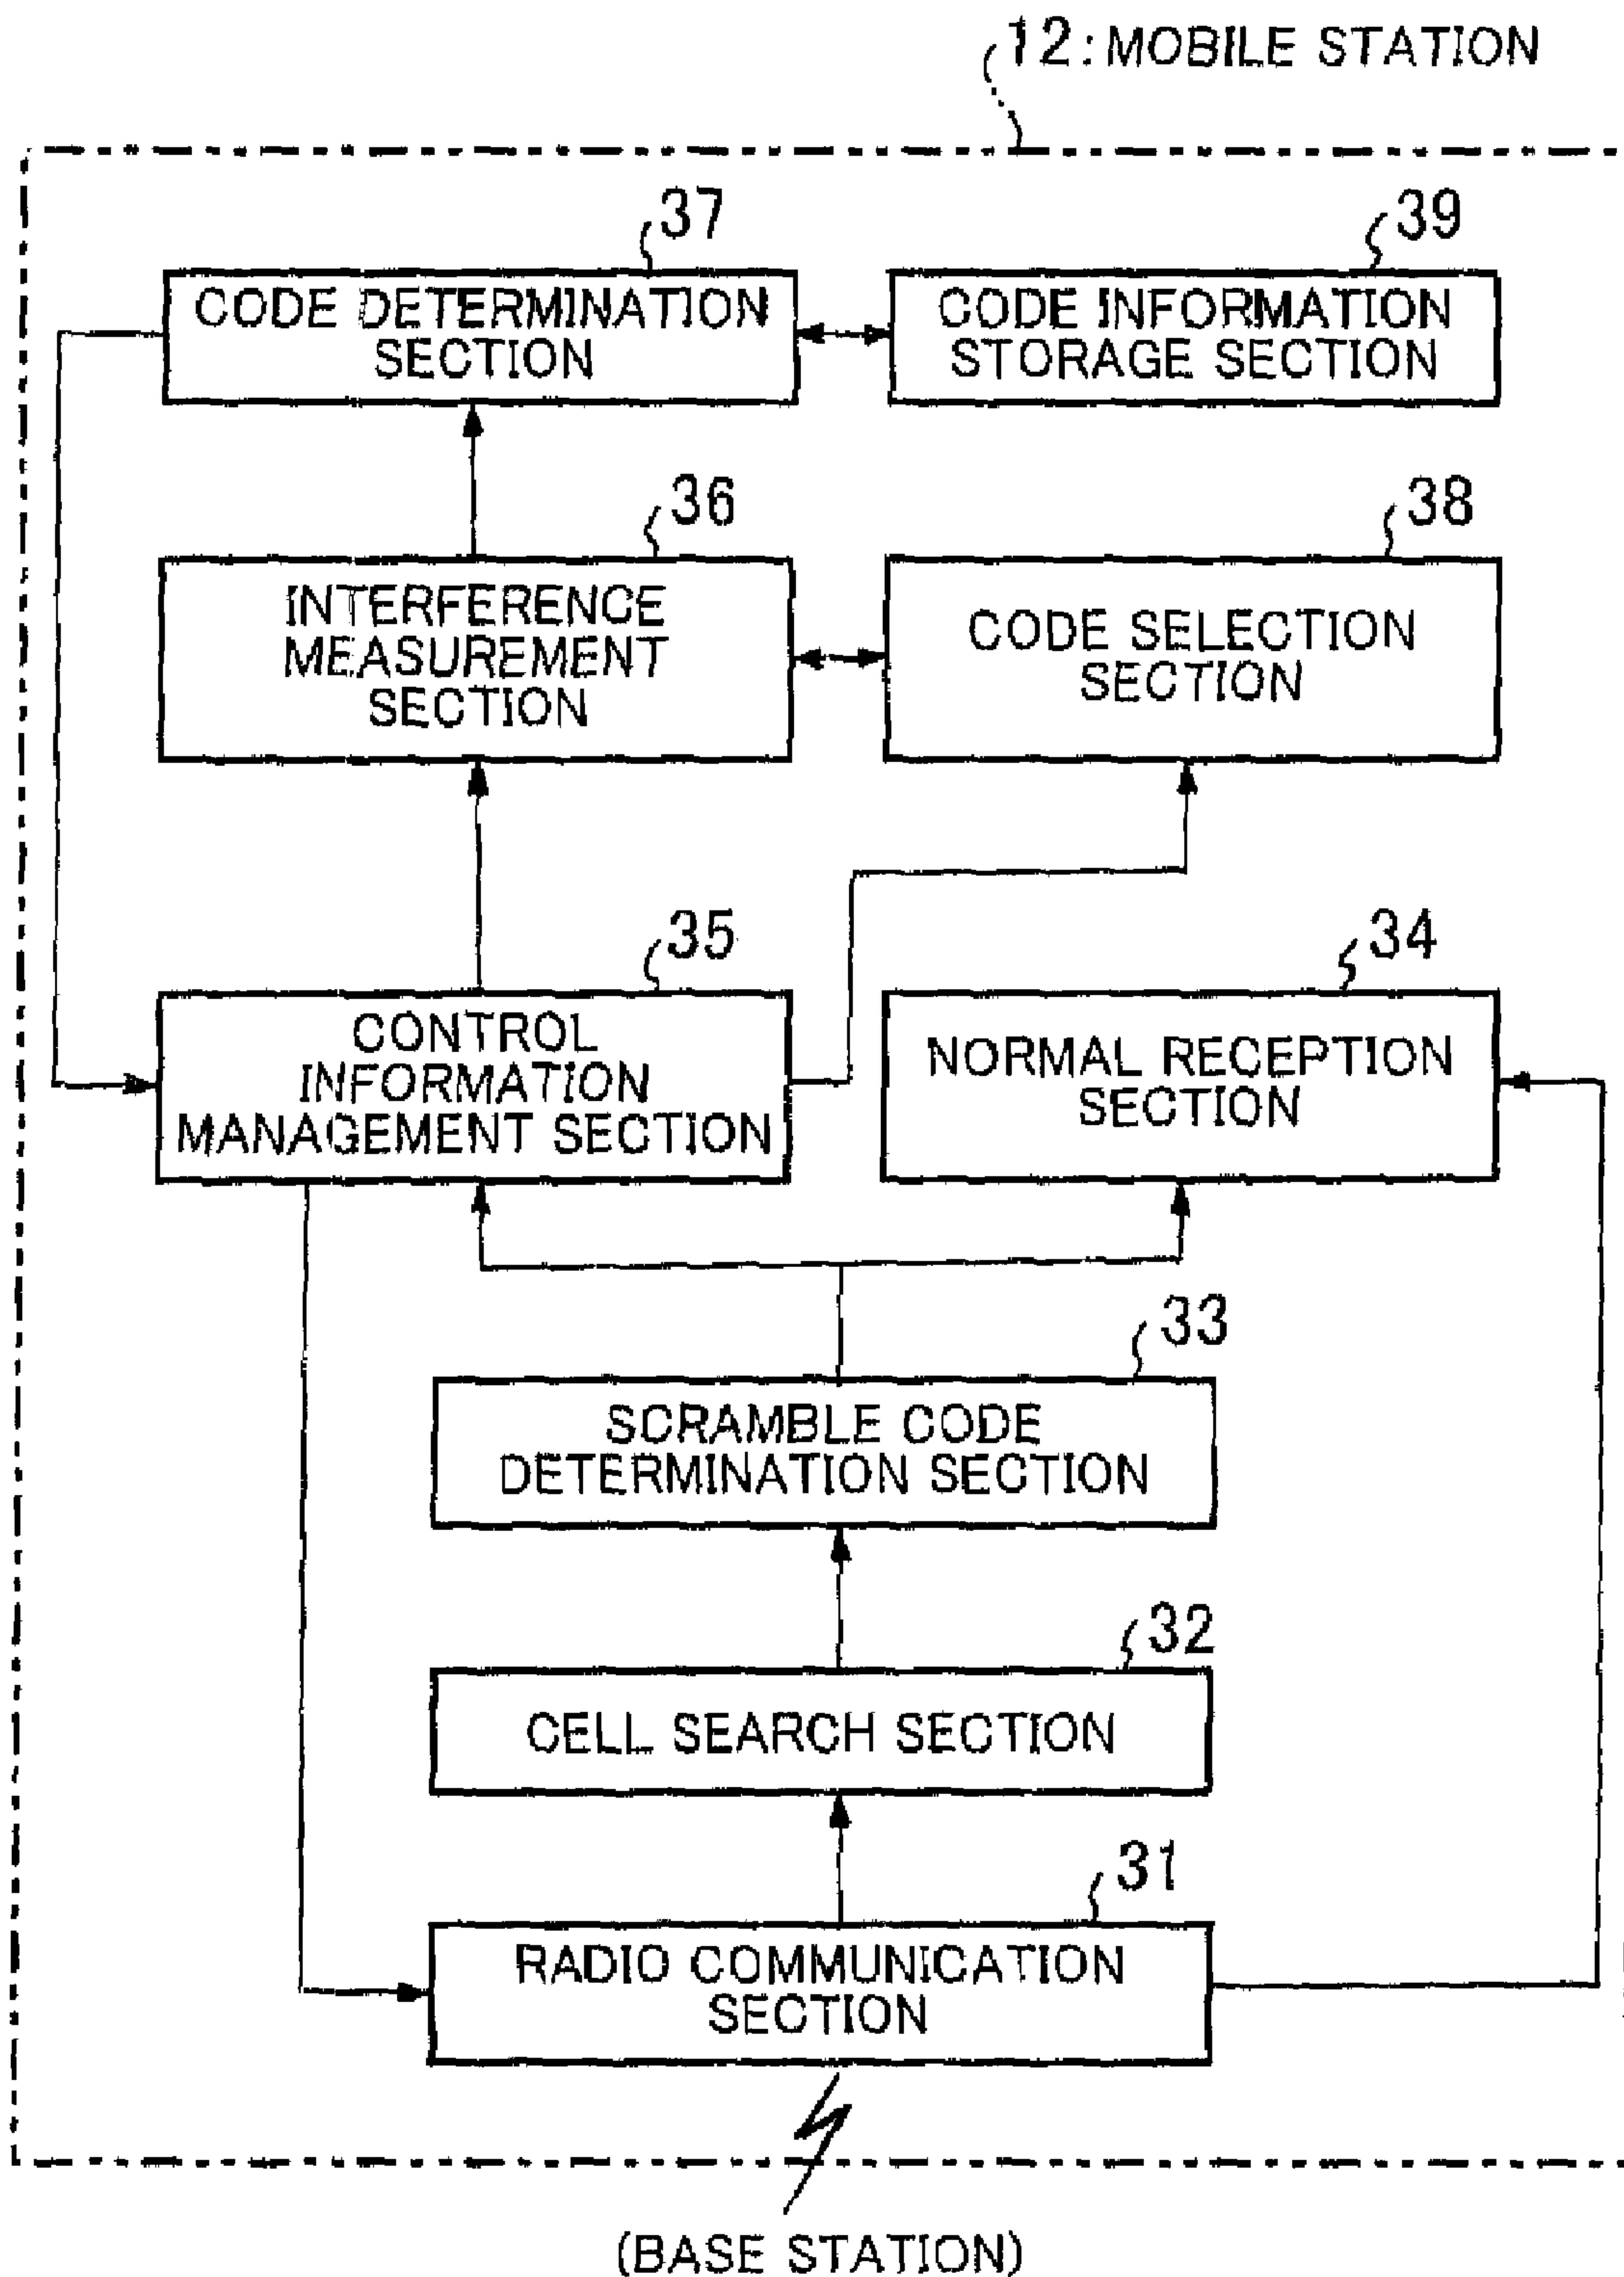 12: MOBILE STATION
37
39
CODE DETERMINATION
SECTION
CODE INFORMATION
STORAGE SECTION
36
38
INTERFERENCE
MEASUREMENT
SECTION
CODE SELECTION
SECTION
35
34
CONTROL
INFORMATION
MANAGEMENT SECTION
NORMAL RECEPTION
SECTION
33
SCRAMBLE CODE
DETERMINATION SECTION
32
CELL SEARCH SECTION
31
RADIO COMMUNICATION
SECTION
(BASE STATION)